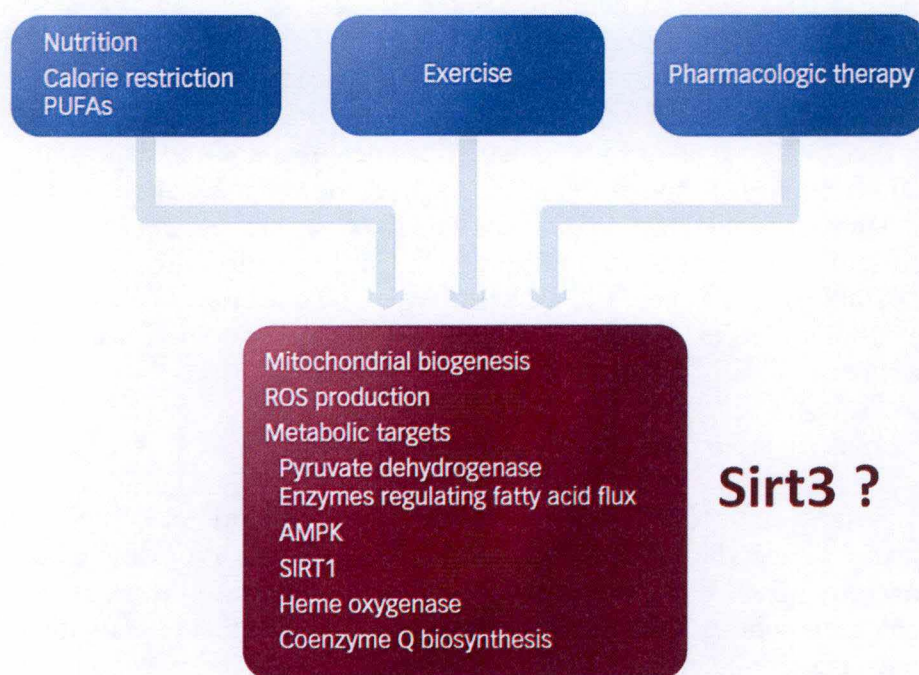 Nutrition
Calorie restriction
PUFAs
Exercise
Pharmacologic therapy
Mitochondrial biogenesis
ROS production
Metabolic targets
Pyruvate dehydrogenase
Enzymes regulating fatty acid flux
AMPK
SIRT1
Heme oxygenase
Coenzyme Q biosynthesis
Sirt3 ?